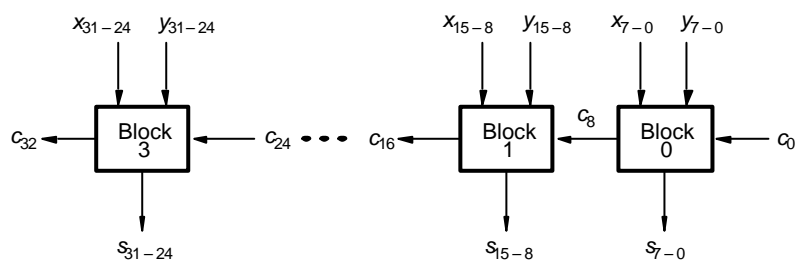 x31–24 y31–24 x15–8 y15–8 x7–0 y7–0
c32 Block 3 c24 ••• c16 Block 1 c8 Block 0 c0
s31–24 s15–8 s7–0